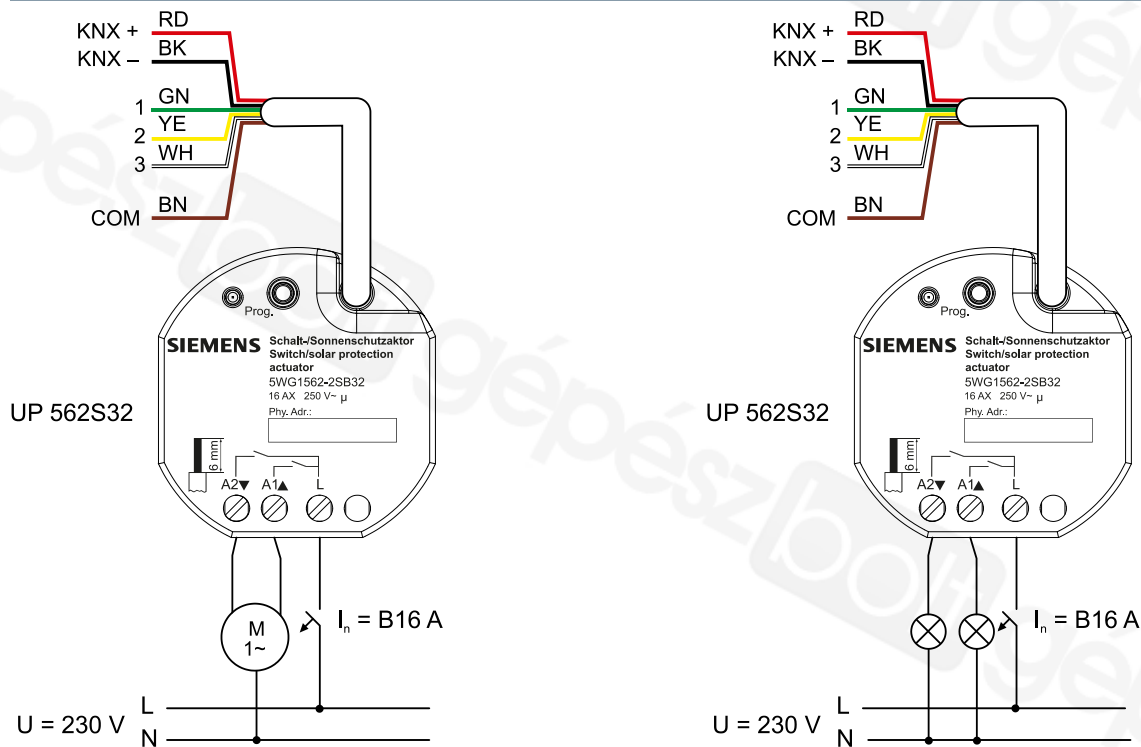 KNX + RD
KNX – BK
1 GN
2 YE
3 WH
COM BN
Prog.
SIEMENS
Schalt-/Sonnenschutzaktor
Switch/solar protection
actuator
5WG1562-2SB32
16 AX 250 V~ µ
Phy. Adr.:
UP 562S32
6 mm
A2▼ A1▲ L
M
1~
In = B16 A
U = 230 V
L
N
KNX + RD
KNX – BK
1 GN
2 YE
3 WH
COM BN
Prog.
SIEMENS
Schalt-/Sonnenschutzaktor
Switch/solar protection
actuator
5WG1562-2SB32
16 AX 250 V~ µ
Phy. Adr.:
UP 562S32
6 mm
A2▼ A1▲ L
In = B16 A
U = 230 V
L
N
gépészbolt